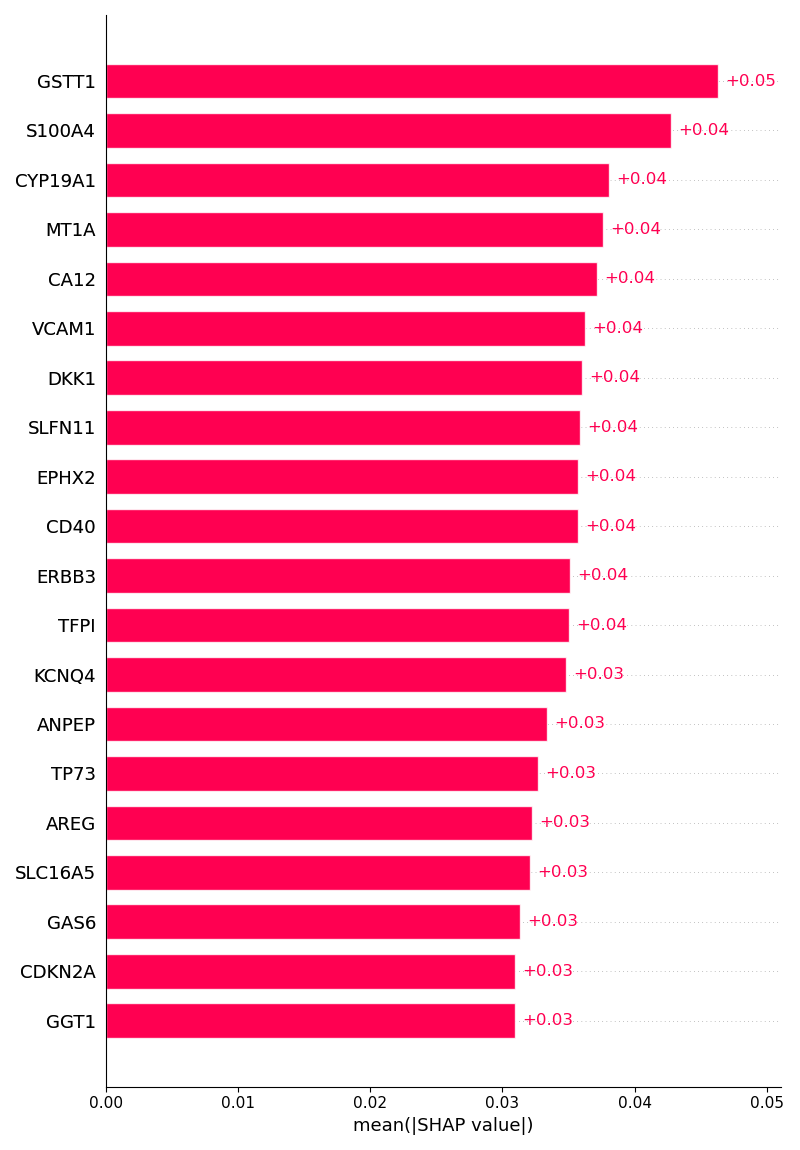 GSTT1 +0.05
S100A4 +0.04
CYP19A1 +0.04
MT1A +0.04
CA12 +0.04
VCAM1 +0.04
DKK1 +0.04
SLFN11 +0.04
EPHX2 +0.04
CD40 +0.04
ERBB3 +0.04
TFPI +0.04
KCNQ4 +0.03
ANPEP +0.03
TP73 +0.03
AREG +0.03
SLC16A5 +0.03
GAS6 +0.03
CDKN2A +0.03
GGT1 +0.03
0.00 0.01 0.02 0.03 0.04 0.05
mean(|SHAP value|)